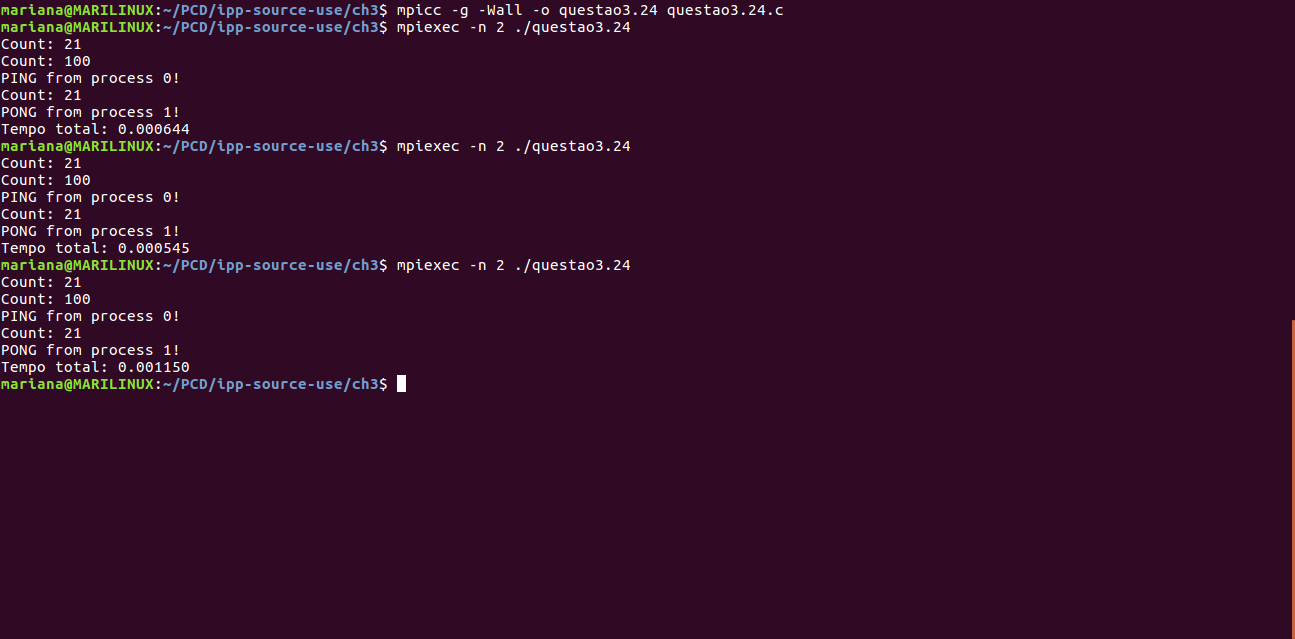 mariana@MARILINUX:~/PCD/ipp-source-use/ch3$ mpicc -g -Wall -o questao3.24 questao3.24.c
mariana@MARILINUX:~/PCD/ipp-source-use/ch3$ mpiexec -n 2 ./questao3.24
Count: 21
Count: 100
PING from process 0!
Count: 21
PONG from process 1!
Tempo total: 0.000644
mariana@MARILINUX:~/PCD/ipp-source-use/ch3$ mpiexec -n 2 ./questao3.24
Count: 21
Count: 100
PING from process 0!
Count: 21
PONG from process 1!
Tempo total: 0.000545
mariana@MARILINUX:~/PCD/ipp-source-use/ch3$ mpiexec -n 2 ./questao3.24
Count: 21
Count: 100
PING from process 0!
Count: 21
PONG from process 1!
Tempo total: 0.001150
mariana@MARILINUX:~/PCD/ipp-source-use/ch3$